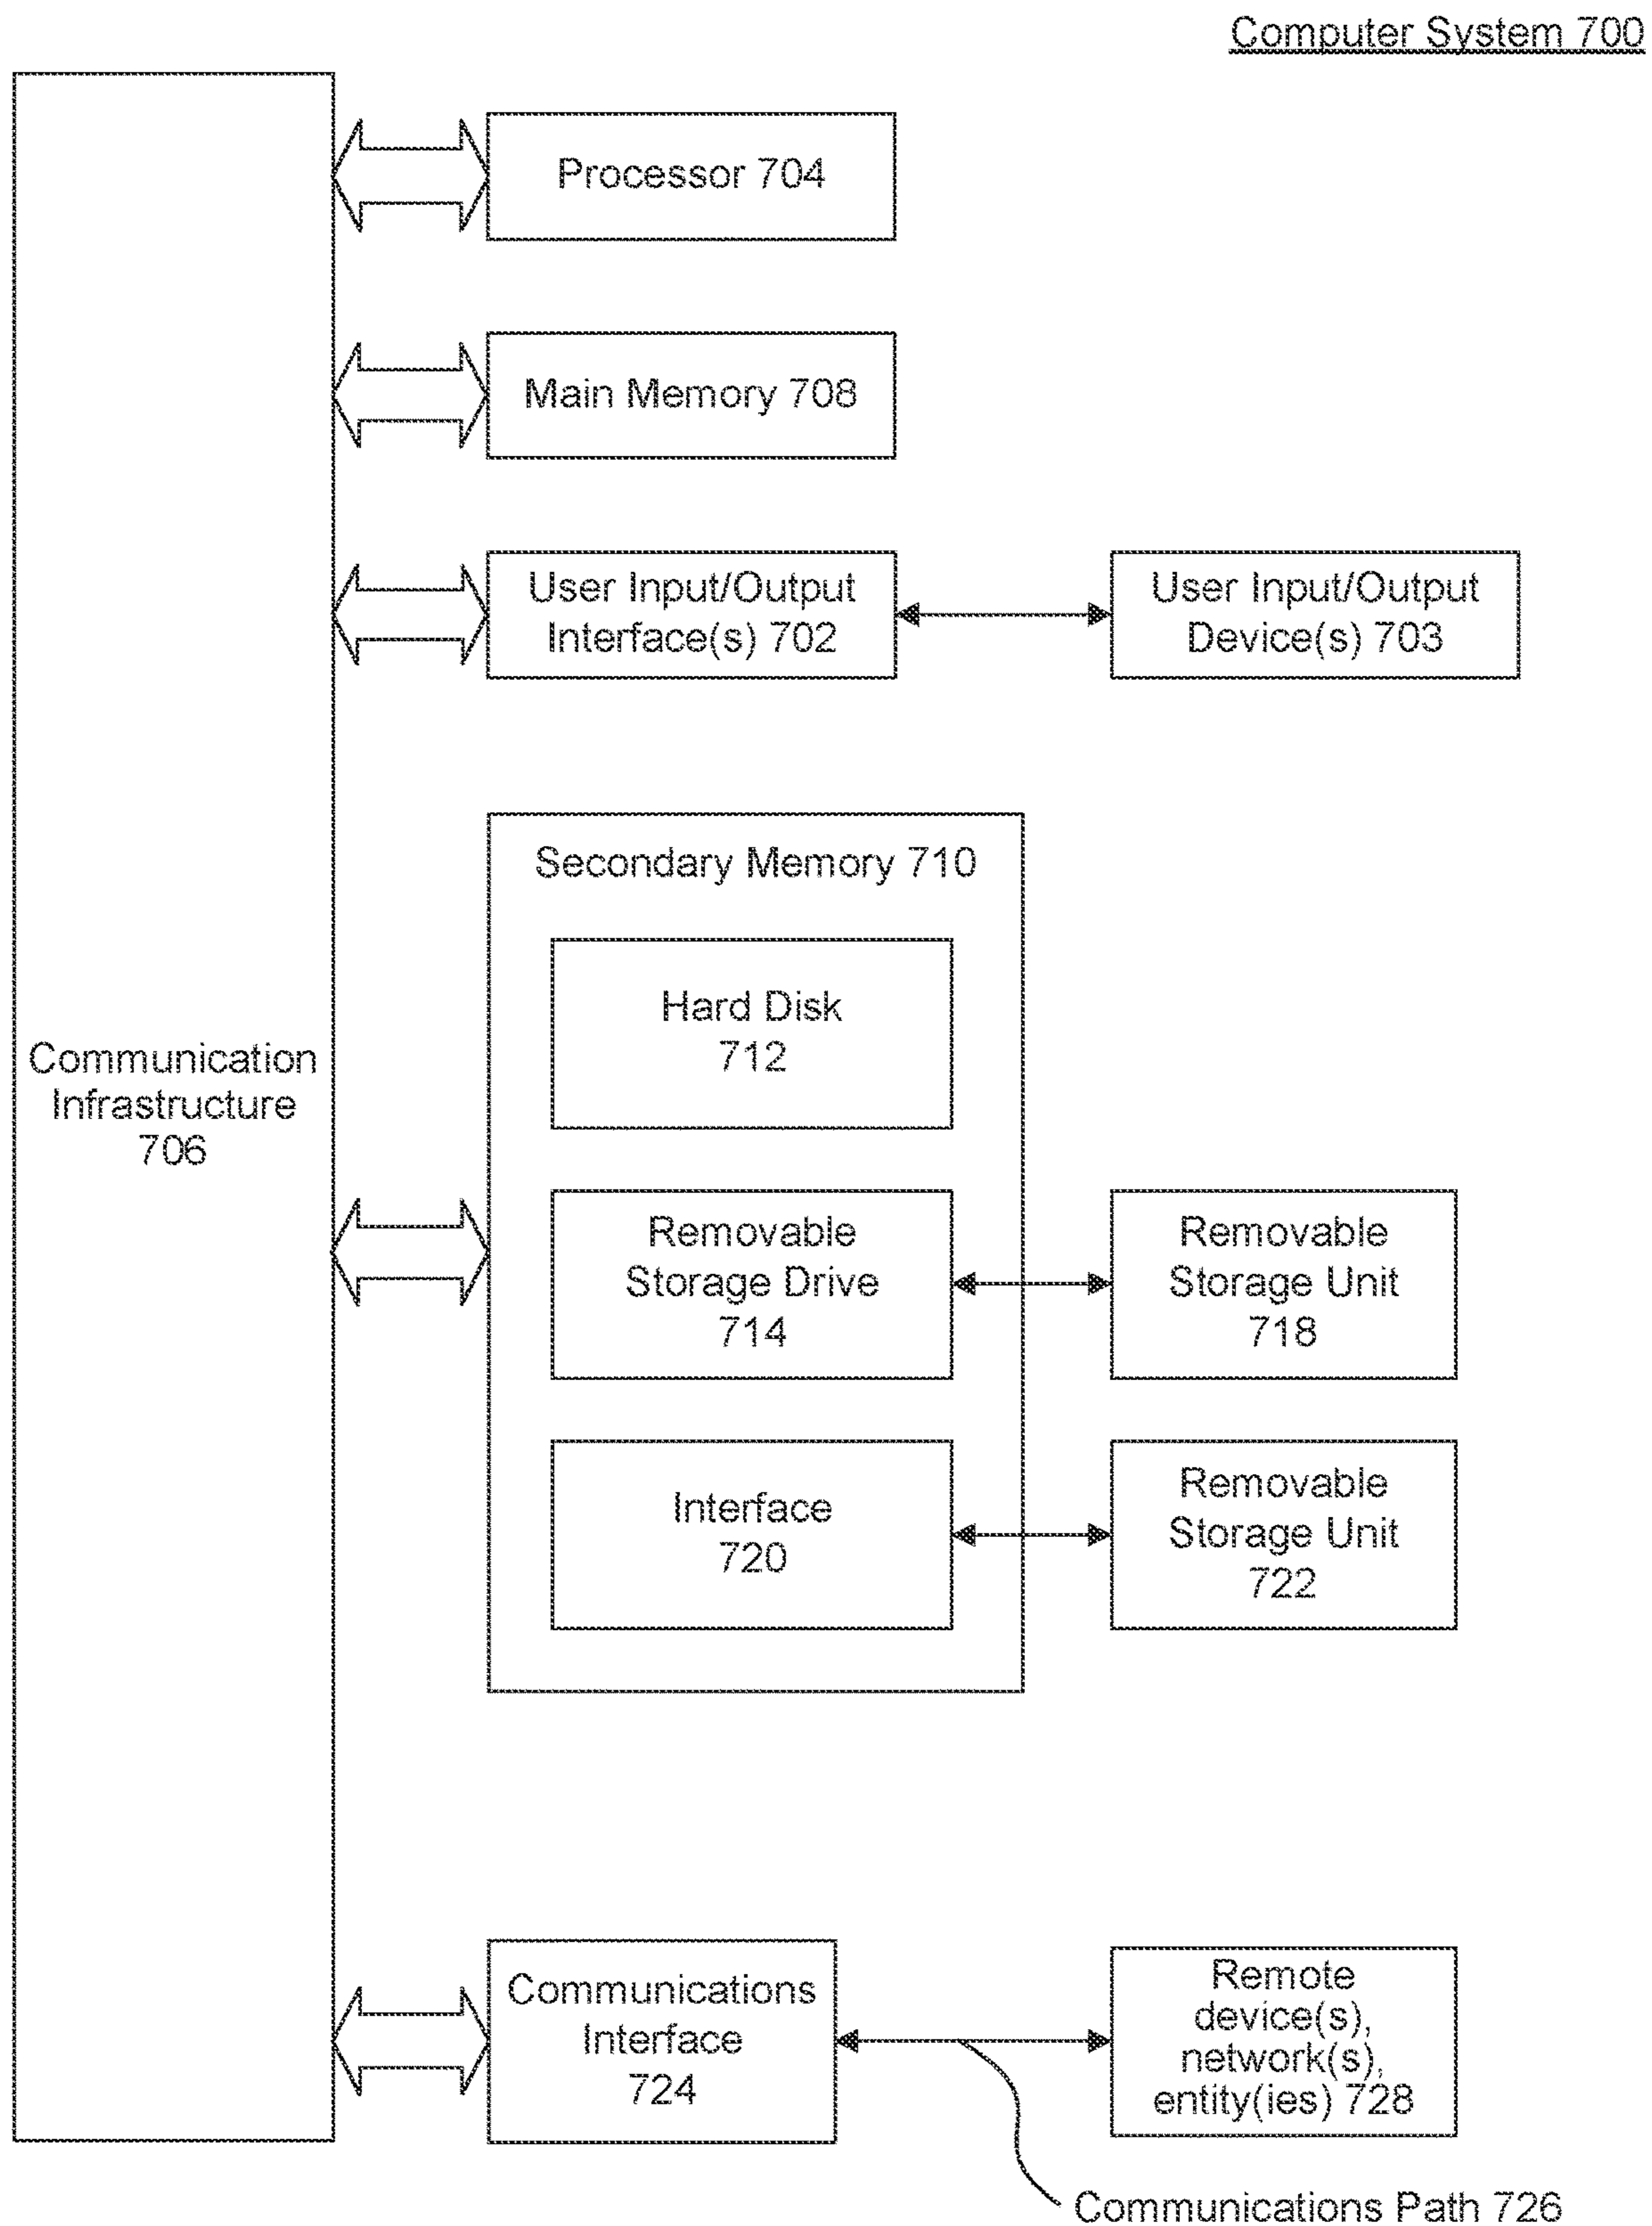 Computer System 700
Processor 704
Main Memory 708
User Input/Output
Interface(s) 702
User Input/Output
Device(s) 703
Secondary Memory 710
Hard Disk
712
Communication
Infrastructure
706
Removable
Storage Drive
714
Removable
Storage Unit
718
Interface
720
Removable
Storage Unit
722
Communications
Interface
724
Remote
device(s),
network(s),
entity(ies) 728
Communications Path 726